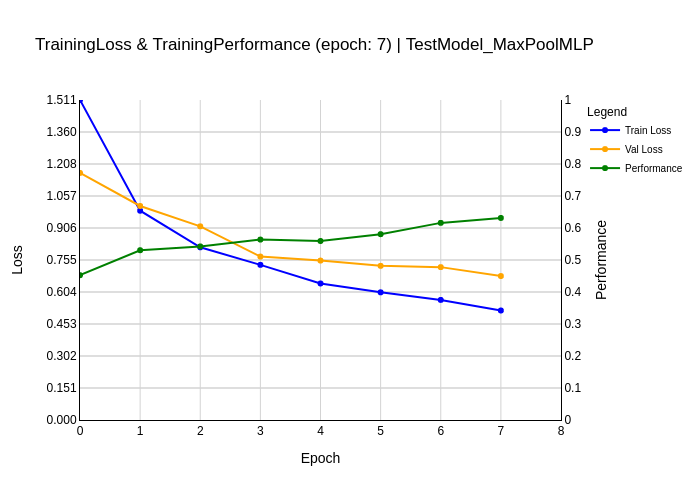 TrainingLoss & TrainingPerformance (epoch: 7) | TestModel_MaxPoolMLP
1.511
1.360
1.208
1.057
0.906
0.755
0.604
0.453
0.302
0.151
0.000
Loss
0 1 2 3 4 5 6 7 8
Epoch
1
0.9
0.8
0.7
0.6
0.5
0.4
0.3
0.2
0.1
0
Performance
Legend
Train Loss
Val Loss
Performance